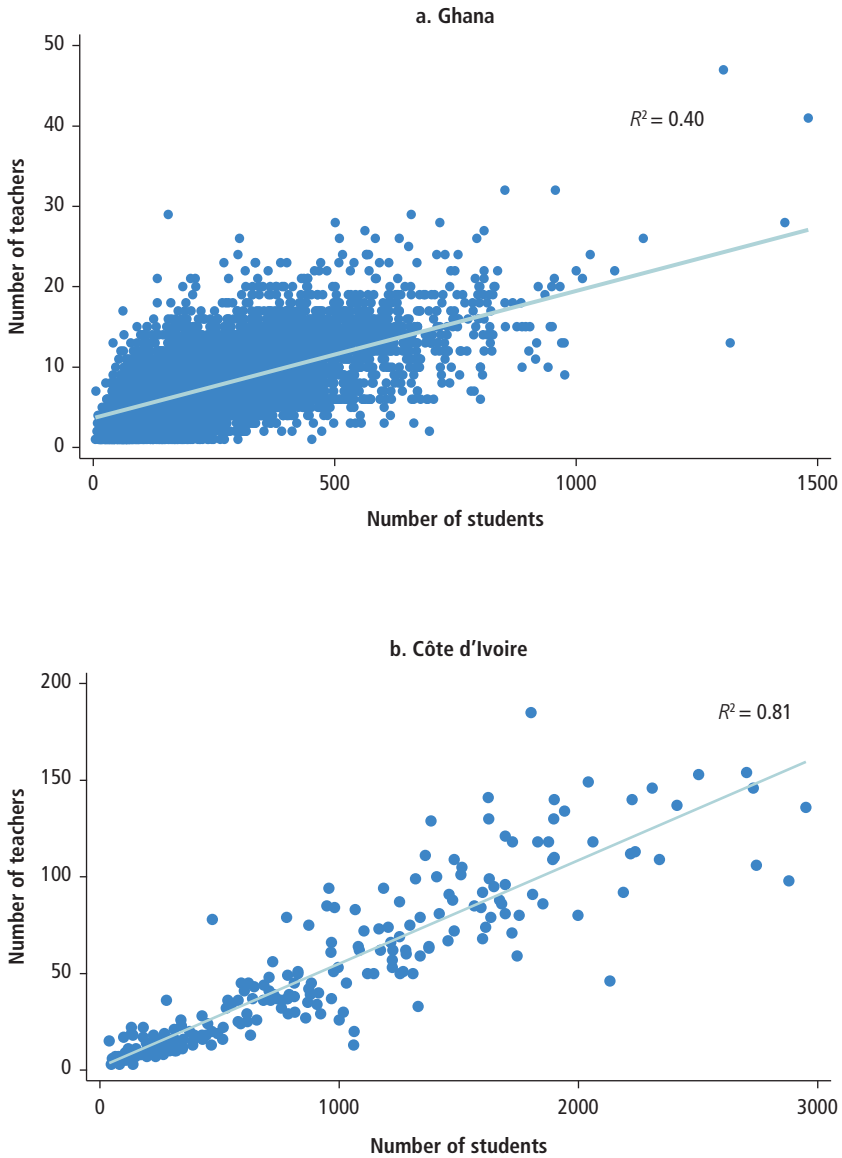 a. Ghana
50
40
30
20
10
0
Number of teachers
R² = 0.40
0 500 1000 1500
Number of students
b. Côte d’Ivoire
200
150
100
50
0
Number of teachers
R² = 0.81
0 1000 2000 3000
Number of students